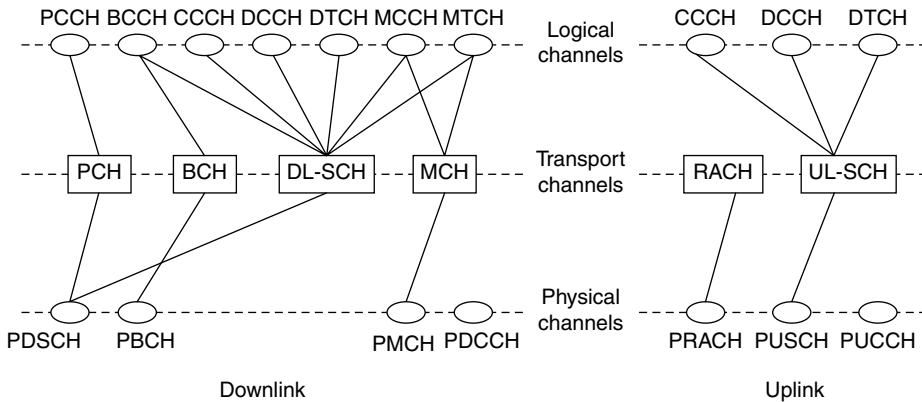 PCCH BCCH CCCH DCCH DTCH MCCH MTCH
Logical
channels
CCCH DCCH DTCH
PCH BCH DL-SCH MCH
Transport
channels
RACH UL-SCH
Physical
channels
PDSCH PBCH PMCH PDCCH
PRACH PUSCH PUCCH
Downlink
Uplink